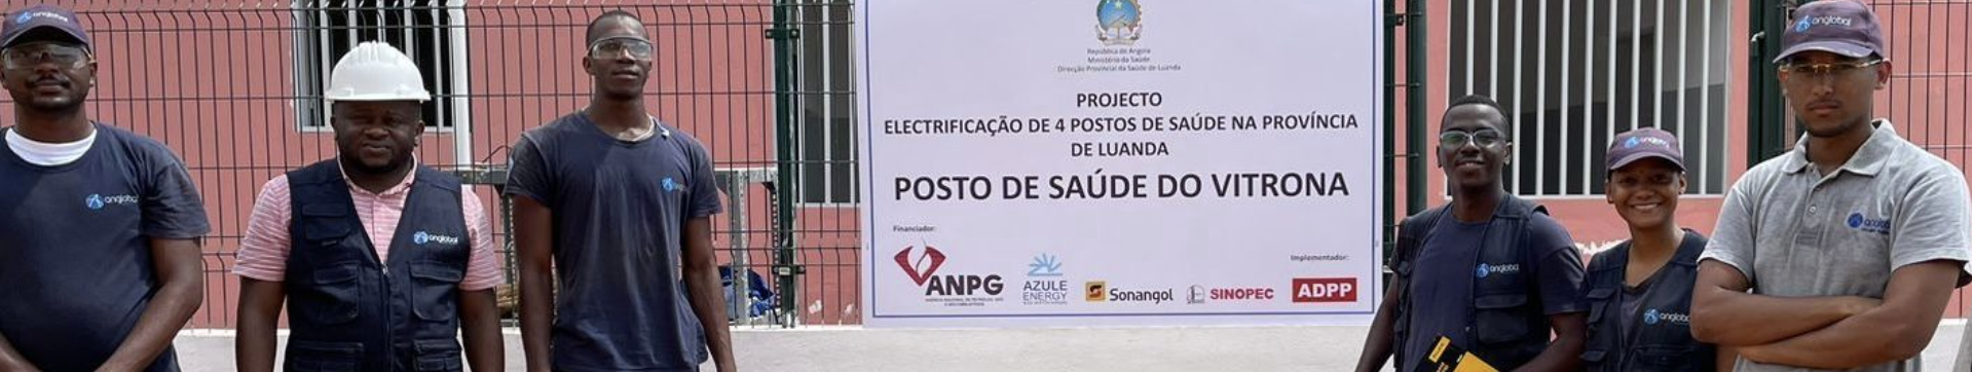 anglobal
anglobal
anglobal
República de Angola
Ministério da Saúde
Direcção Provincial da Saúde de Luanda
PROJECTO
ELECTRIFICAÇÃO DE 4 POSTOS DE SAÚDE NA PROVÍNCIA
DE LUANDA
POSTO DE SAÚDE DO VITRONA
Financiador:
ANPG
AZULE
ENERGY
Sonangol
SINOPEC
Implementador:
ADPP
anglobal
anglobal
anglobal